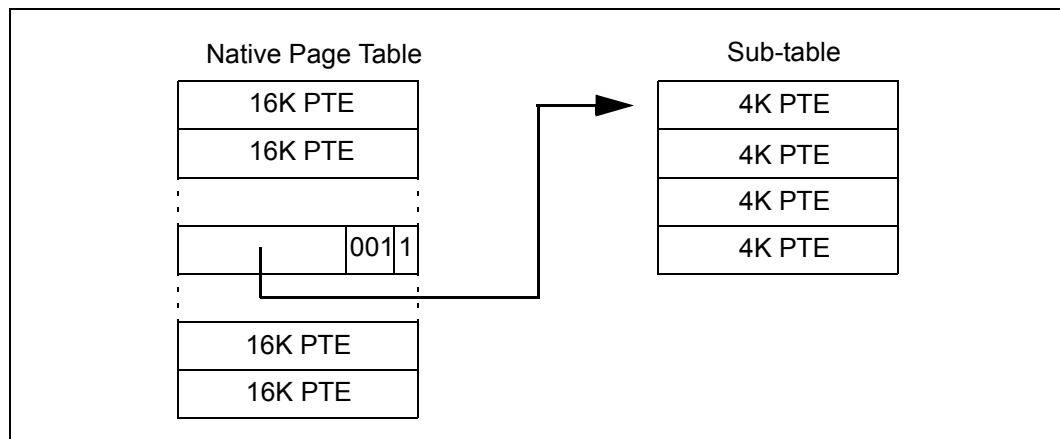 Native Page Table
16K PTE
16K PTE
001 1
16K PTE
16K PTE
Sub-table
4K PTE
4K PTE
4K PTE
4K PTE